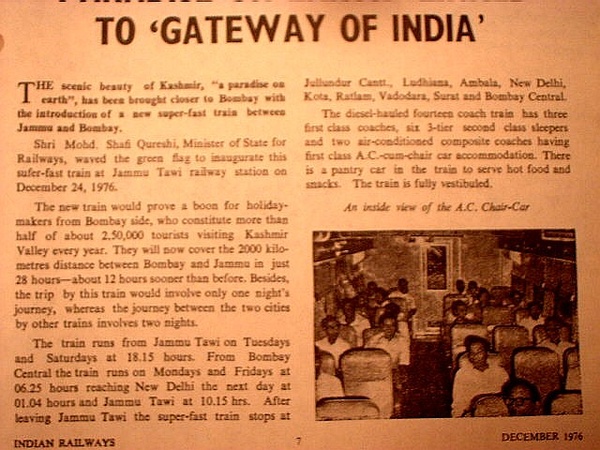 TO ‘GATEWAY OF INDIA’
THE scenic beauty of Kashmir, “a paradise on
earth”, has been brought closer to Bombay with
the introduction of a new super-fast train between
Jammu and Bombay.
Shri Mohd. Shafi Qureshi, Minister of State for
Railways, waved the green flag to inaugurate this
sufer-fast train at Jammu Tawi railway station on
December 24, 1976.
The new train would prove a boon for holiday-
makers from Bombay side, who constitute more than
half of about 2,50,000 tourists visiting Kashmir
Valley every year. They will now cover the 2000 kilo-
metres distance between Bombay and Jammu in just
28 hours—about 12 hours sooner than before. Besides,
the trip by this train would involve only one night’s
journey, whereas the journey between the two cities
by other trains involves two nights.
The train runs from Jammu Tawi on Tuesdays
and Saturdays at 18.15 hours. From Bombay
Central the train runs on Mondays and Fridays at
06.25 hours reaching New Delhi the next day at
01.04 hours and Jammu Tawi at 10.15 hrs. After
leaving Jammu Tawi the super-fast train stops at
Jullundur Cantt., Ludhiana, Ambala, New Delhi,
Kota, Ratlam, Vadodara, Surat and Bombay Central.
The diesel-hauled fourteen coach train has three
first class coaches, six 3-tier second class sleepers
and two air-conditioned composite coaches having
first class A.C.-cum-chair car accommodation. There
is a pantry car in the train to serve hot food and
snacks. The train is fully vestibuled.
An inside view of the A.C. Chair-Car
INDIAN RAILWAYS
7
DECEMBER 1976